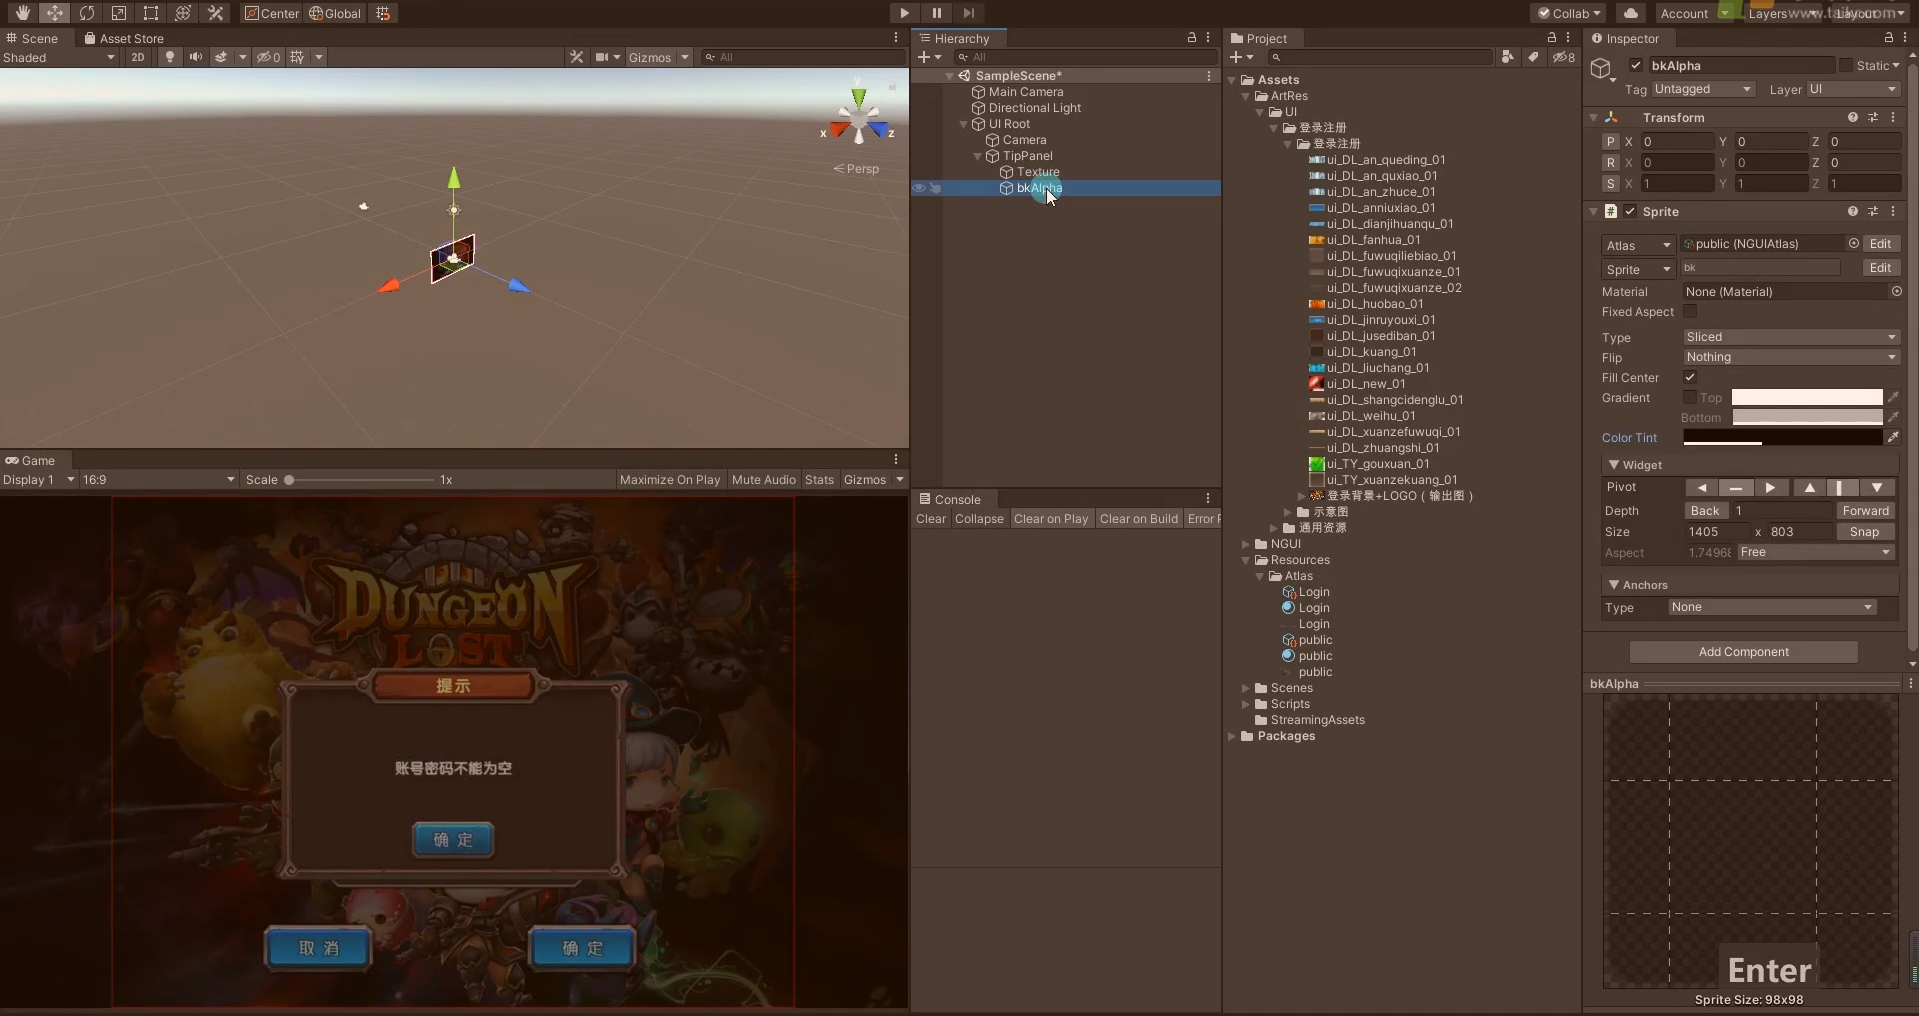 Center
Global
Collab
Account
Layers
Layout
www.taikr.com
Scene
Asset Store
Shaded
2D
0
Gizmos
All
Persp
x
y
z
Game
Display 1
16:9
Scale
1x
Maximize On Play
Mute Audio
Stats
Gizmos
DUNGEON
LOST
提示
账号密码不能为空
确 定
取 消
确 定
Hierarchy
All
SampleScene*
Main Camera
Directional Light
UI Root
Camera
TipPanel
Texture
bkAlpha
Console
Clear
Collapse
Clear on Play
Clear on Build
Error P
Project
8
Assets
ArtRes
UI
登录注册
登录注册
ui_DL_an_queding_01
ui_DL_an_quxiao_01
ui_DL_an_zhuce_01
ui_DL_anniuxiao_01
ui_DL_dianjihuanqu_01
ui_DL_fanhua_01
ui_DL_fuwuqiliebiao_01
ui_DL_fuwuqixuanze_01
ui_DL_fuwuqixuanze_02
ui_DL_huobao_01
ui_DL_jinruyouxi_01
ui_DL_jusediban_01
ui_DL_kuang_01
ui_DL_liuchang_01
ui_DL_new_01
ui_DL_shangcidenglu_01
ui_DL_weihu_01
ui_DL_xuanzefuwuqi_01
ui_DL_zhuangshi_01
ui_TY_gouxuan_01
ui_TY_xuanzekuang_01
登录背景+LOGO（输出图）
示意图
通用资源
NGUI
Resources
Atlas
Login
Login
Login
public
public
public
Scenes
Scripts
StreamingAssets
Packages
Inspector
bkAlpha
Static
Tag Untagged Layer UI
Transform
P X 0 Y 0 Z 0
R X 0 Y 0 Z 0
S X 1 Y 1 Z 1
Sprite
Atlas public (NGUIAtlas) Edit
Sprite bk Edit
Material None (Material)
Fixed Aspect
Type Sliced
Flip Nothing
Fill Center
Gradient Top
Bottom
Color Tint
Widget
Pivot
Depth Back 1 Forward
Size 1405 x 803 Snap
Aspect 1.74968 Free
Anchors
Type None
Add Component
bkAlpha
Enter
Sprite Size: 98x98